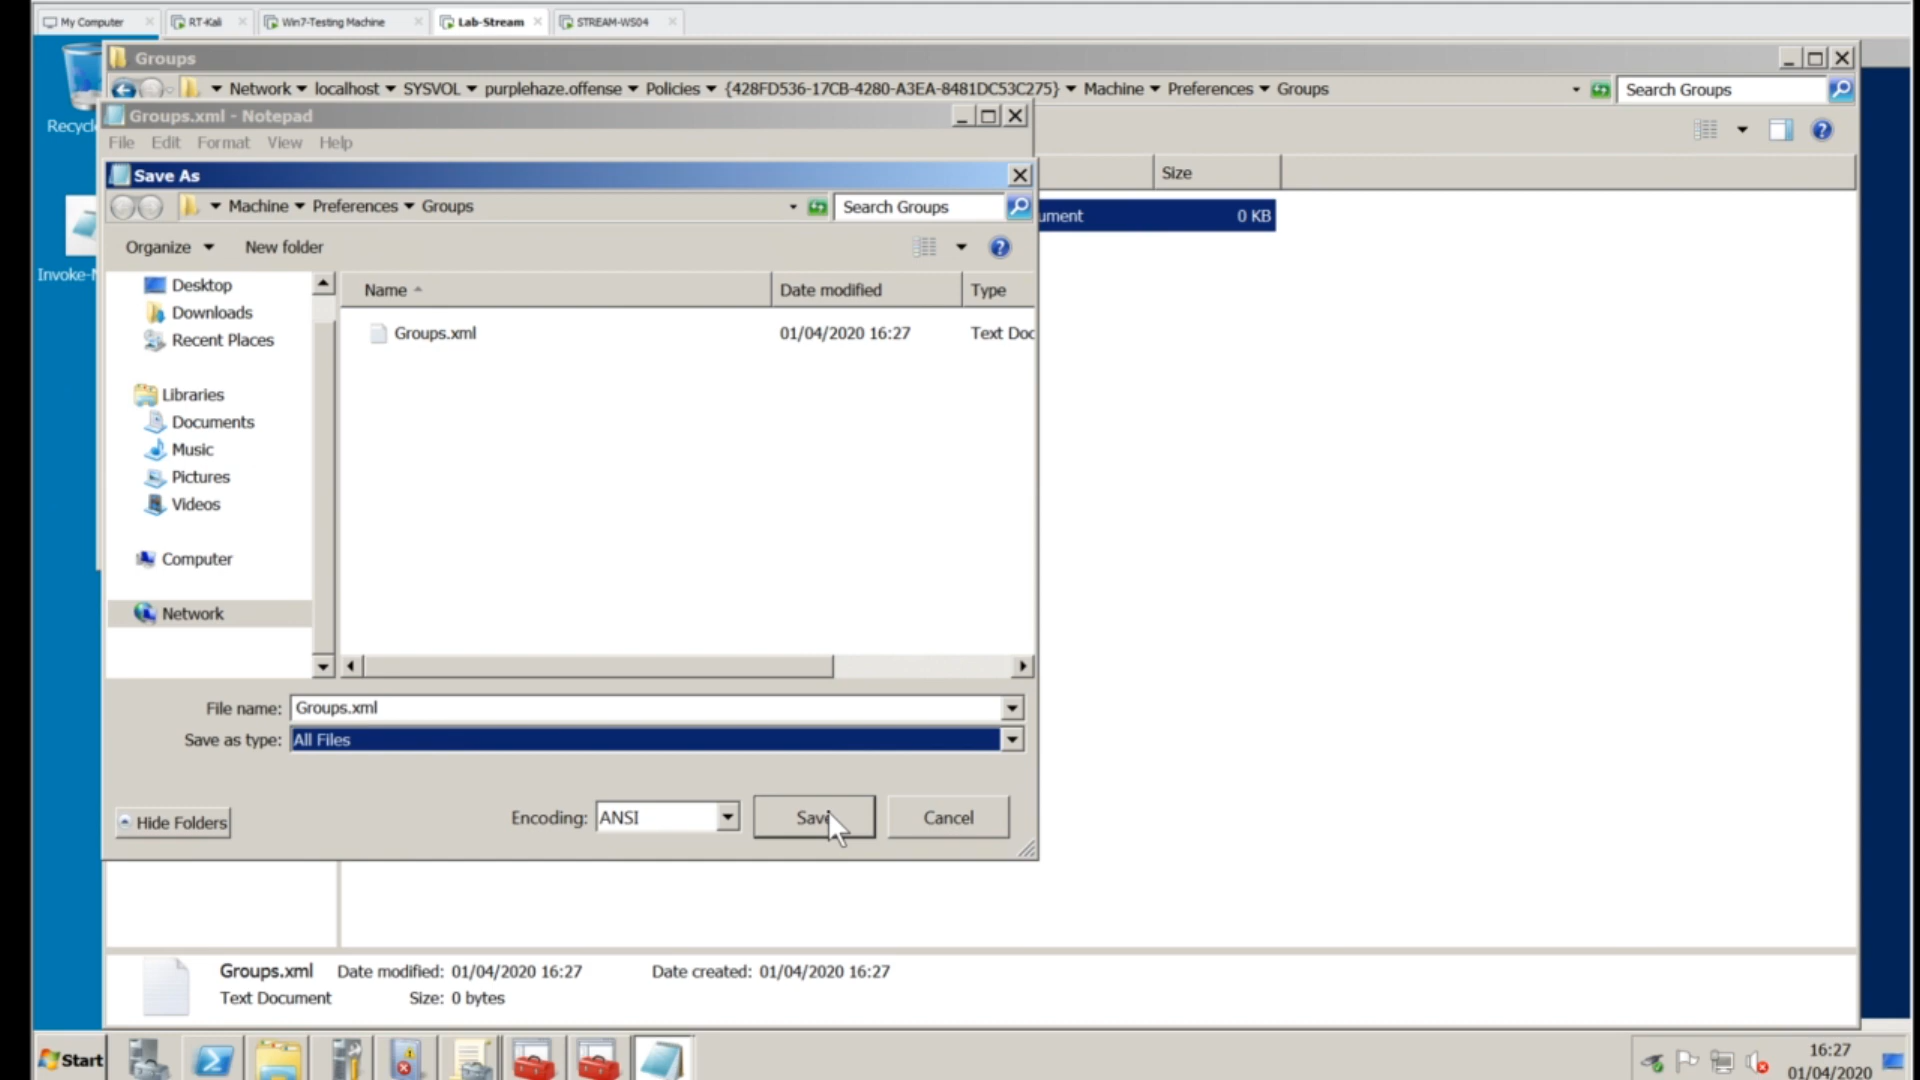 My Computer
RT-Kali
Win7-Testing Machine
Lab-Stream
STREAM-WS04
Groups
Network localhost SYSVOL purplehaze.offense Policies {428FD536-17CB-4280-A3EA-8481DC53C275} Machine Preferences Groups
Search Groups
Groups.xml - Notepad
File Edit Format View Help
Save As
Size
Machine Preferences Groups
Search Groups
ument 0 KB
Organize New folder
Desktop
Downloads
Recent Places
Libraries
Documents
Music
Pictures
Videos
Computer
Network
Name Date modified Type
Groups.xml 01/04/2020 16:27 Text Doc
File name: Groups.xml
Save as type: All Files
Hide Folders
Encoding: ANSI
Save
Cancel
Groups.xml Date modified: 01/04/2020 16:27 Date created: 01/04/2020 16:27
Text Document Size: 0 bytes
Start
16:27
01/04/2020